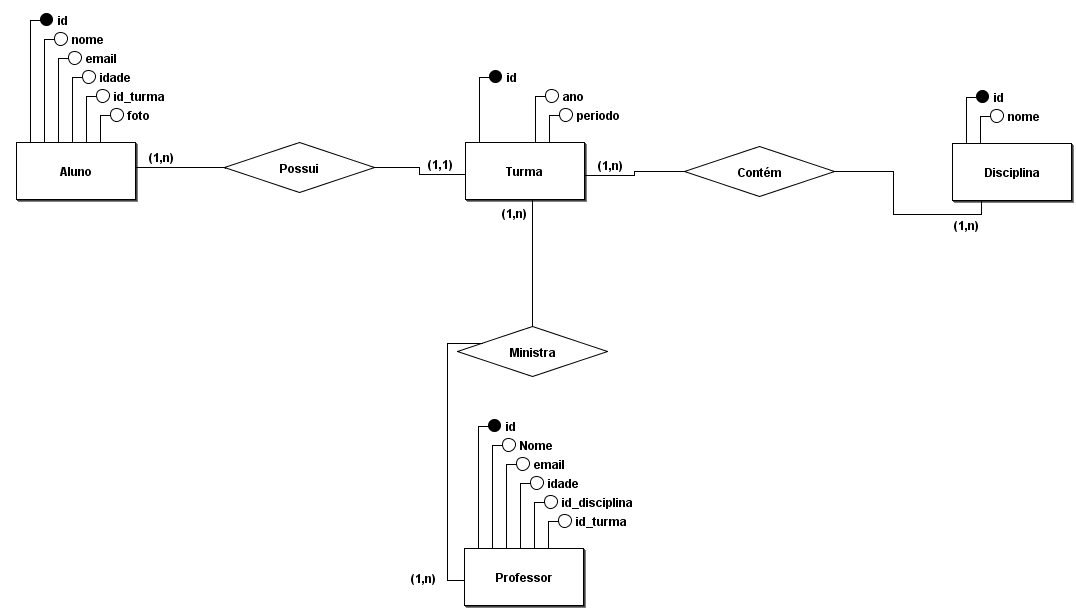 id
nome
email
idade
id_turma
foto
Aluno
(1,n)
Possui
(1,1)
id
ano
periodo
Turma
(1,n)
(1,n)
Contém
id
nome
Disciplina
(1,n)
Ministra
id
Nome
email
idade
id_disciplina
id_turma
Professor
(1,n)